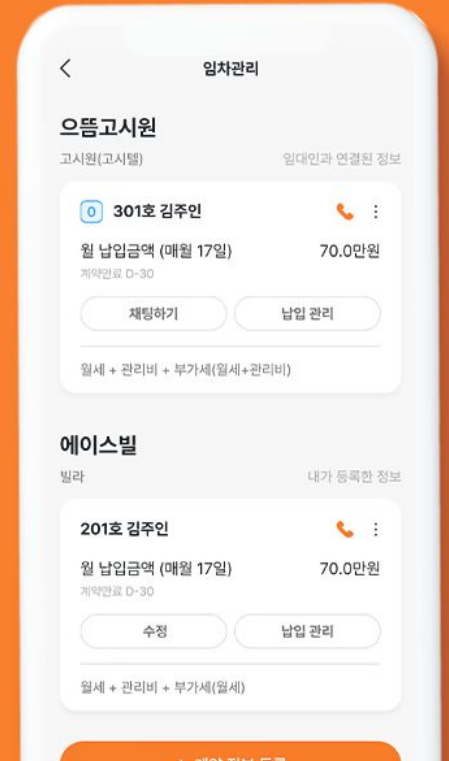 임차관리
으뜸고시원
고시원(고시텔) 임대인과 연결된 정보
0 301호 김주인
월 납입금액 (매월 17일) 70.0만원
계약만료 D-30
채팅하기 납입 관리
월세 + 관리비 + 부가세(월세+관리비)
에이스빌
빌라 내가 등록한 정보
201호 김주인
월 납입금액 (매월 17일) 70.0만원
계약만료 D-30
수정 납입 관리
월세 + 관리비 + 부가세(월세)